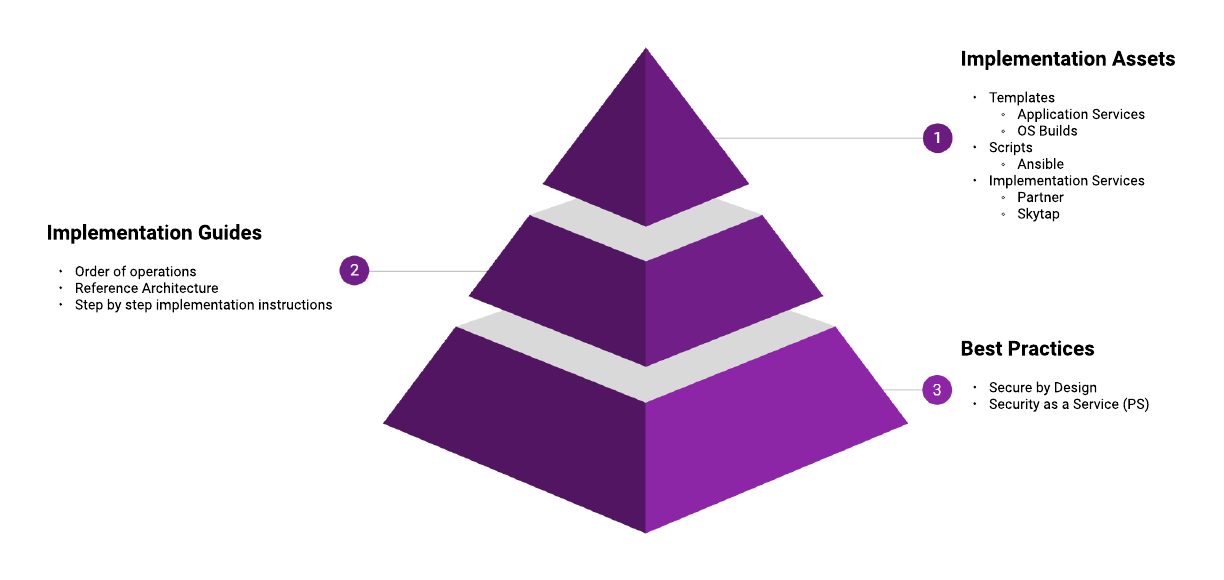 Implementation Assets
1
• Templates
◦ Application Services
◦ OS Builds
• Scripts
◦ Ansible
• Implementation Services
◦ Partner
◦ Skytap
Implementation Guides
2
• Order of operations
• Reference Architecture
• Step by step implementation instructions
Best Practices
3
• Secure by Design
• Security as a Service (PS)